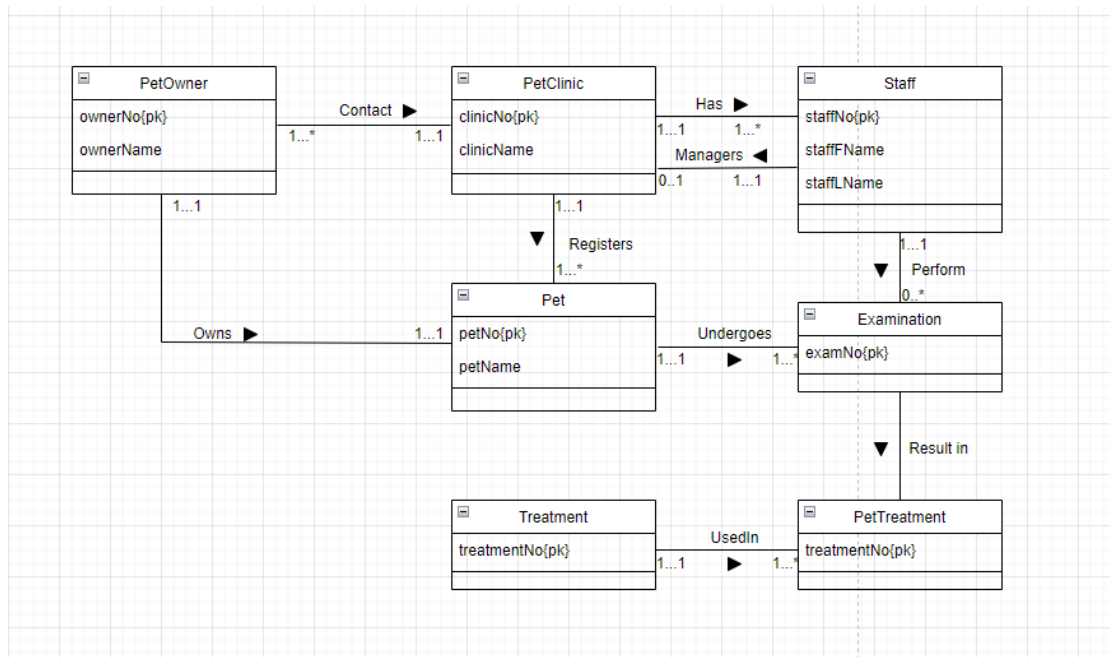 PetOwner
ownerNo{pk}
ownerName
Contact
1...*
1...1
PetClinic
clinicNo{pk}
clinicName
Has
1...1
1...*
Managers
0..1
1...1
Staff
staffNo{pk}
staffFName
staffLName
1...1
1...1
Registers
1...*
1...1
Perform
0..*
Owns
1...1
Pet
petNo{pk}
petName
Undergoes
1...1
1...*
Examination
examNo{pk}
Result in
Treatment
treatmentNo{pk}
UsedIn
1...1
1...*
PetTreatment
treatmentNo{pk}